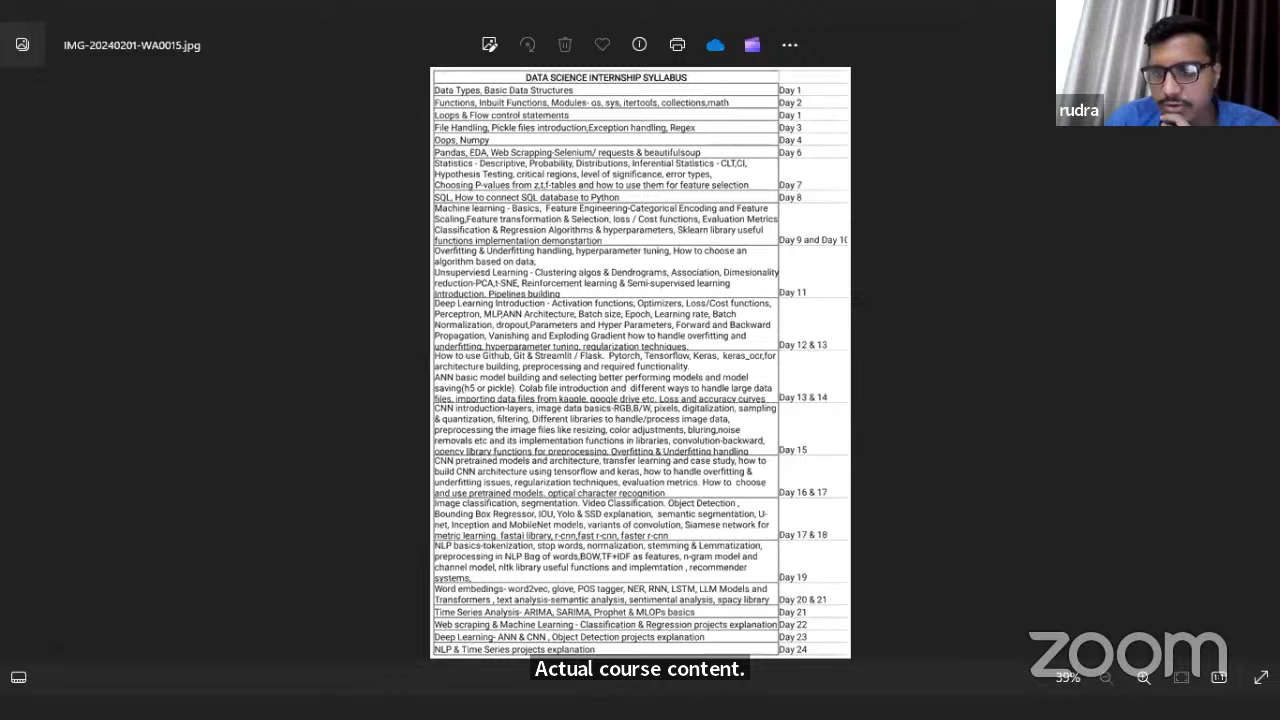 IMG-20240201-WA0015.jpg
rudra
DATA SCIENCE INTERNSHIP SYLLABUS
Data Types, Basic Data Structures Day 1
Functions, Inbuilt Functions, Modules- os, sys, itertools, collections,math Day 2
Loops & Flow control statements Day 1
File Handling, Pickle files introduction,Exception handling, Regex Day 3
Oops, Numpy Day 4
Pandas, EDA, Web Scrapping-Selenium/ requests & beautifulsoup Day 6
Statistics - Descriptive, Probability, Distributions, Inferential Statistics - CLT,CI,
Hypothesis Testing, critical regions, level of significance, error types,
Choosing P-values from z,t,f-tables and how to use them for feature selection Day 7
SQL, How to connect SQL database to Python Day 8
Machine learning - Basics, Feature Engineering-Categorical Encoding and Feature
Scaling,Feature transformation & Selection, loss / Cost functions, Evaluation Metrics
Classification & Regression Algorithms & hyperparameters, Sklearn library useful
functions implementation demonstartion Day 9 and Day 10
Overfitting & Underfitting handling, hyperparameter tuning, How to choose an
algorithm based on data,
Unsuperviesd Learning - Clustering algos & Dendrograms, Association, Dimesionality
reduction-PCA,t-SNE, Reinforcement learning & Semi-supervised learning
Introduction, Pipelines building Day 11
Deep Learning Introduction - Activation functions, Optimizers, Loss/Cost functions,
Perceptron, MLP,ANN Architecture, Batch size, Epoch, Learning rate, Batch
Normalization, dropout,Parameters and Hyper Parameters, Forward and Backward
Propagation, Vanishing and Exploding Gradient how to handle overfitting and
underfitting, hyperparameter tuning, regularization techniques, Day 12 & 13
How to use Github, Git & Streamlit / Flask. Pytorch, Tensorflow, Keras, keras_ocr,for
architecture building, preprocessing and required functionality.
ANN basic model building and selecting better performing models and model
saving(h5 or pickle). Colab file introduction and different ways to handle large data
files, importing data files from kaggle, google drive etc. Loss and accuracy curves Day 13 & 14
CNN introduction-layers, image data basics-RGB,B/W, pixels, digitalization, sampling
& quantization, filtering, Different libraries to handle/process image data,
preprocessing the image files like resizing, color adjustments, bluring,noise
removals etc and its implementation functions in libraries, convolution-backward,
opencv library functions for preprocessing. Overfitting & Underfitting handling Day 15
CNN pretrained models and architecture, transfer learning and case study, how to
build CNN architecture using tensorflow and keras, how to handle overfitting &
underfitting issues, regularization techniques, evaluation metrics. How to choose
and use pretrained models, optical character recognition Day 16 & 17
Image classification, segmentation. Video Classification. Object Detection ,
Bounding Box Regressor, IOU, Yolo & SSD explanation, semantic segmentation, U-
net, Inception and MobileNet models, variants of convolution, Siamese network for
metric learning, fastai library, r-cnn,fast r-cnn, faster r-cnn Day 17 & 18
NLP basics-tokenization, stop words, normalization, stemming & Lemmatization,
preprocessing in NLP Bag of words,BOW,TF+IDF as features, n-gram model and
channel model, nltk library useful functions and implemtation , recommender
systems, Day 19
Word embedings- word2vec, glove, POS tagger, NER, RNN, LSTM, LLM Models and
Transformers , text analysis-semantic analysis, sentimental analysis, spacy library Day 20 & 21
Time Series Analysis- ARIMA, SARIMA, Prophet & MLOPs basics Day 21
Web scraping & Machine Learning - Classification & Regression projects explanation Day 22
Deep Learning- ANN & CNN , Object Detection projects explanation Day 23
NLP & Time Series projects explanation Day 24
Actual course content.
zoom
39%
1:1